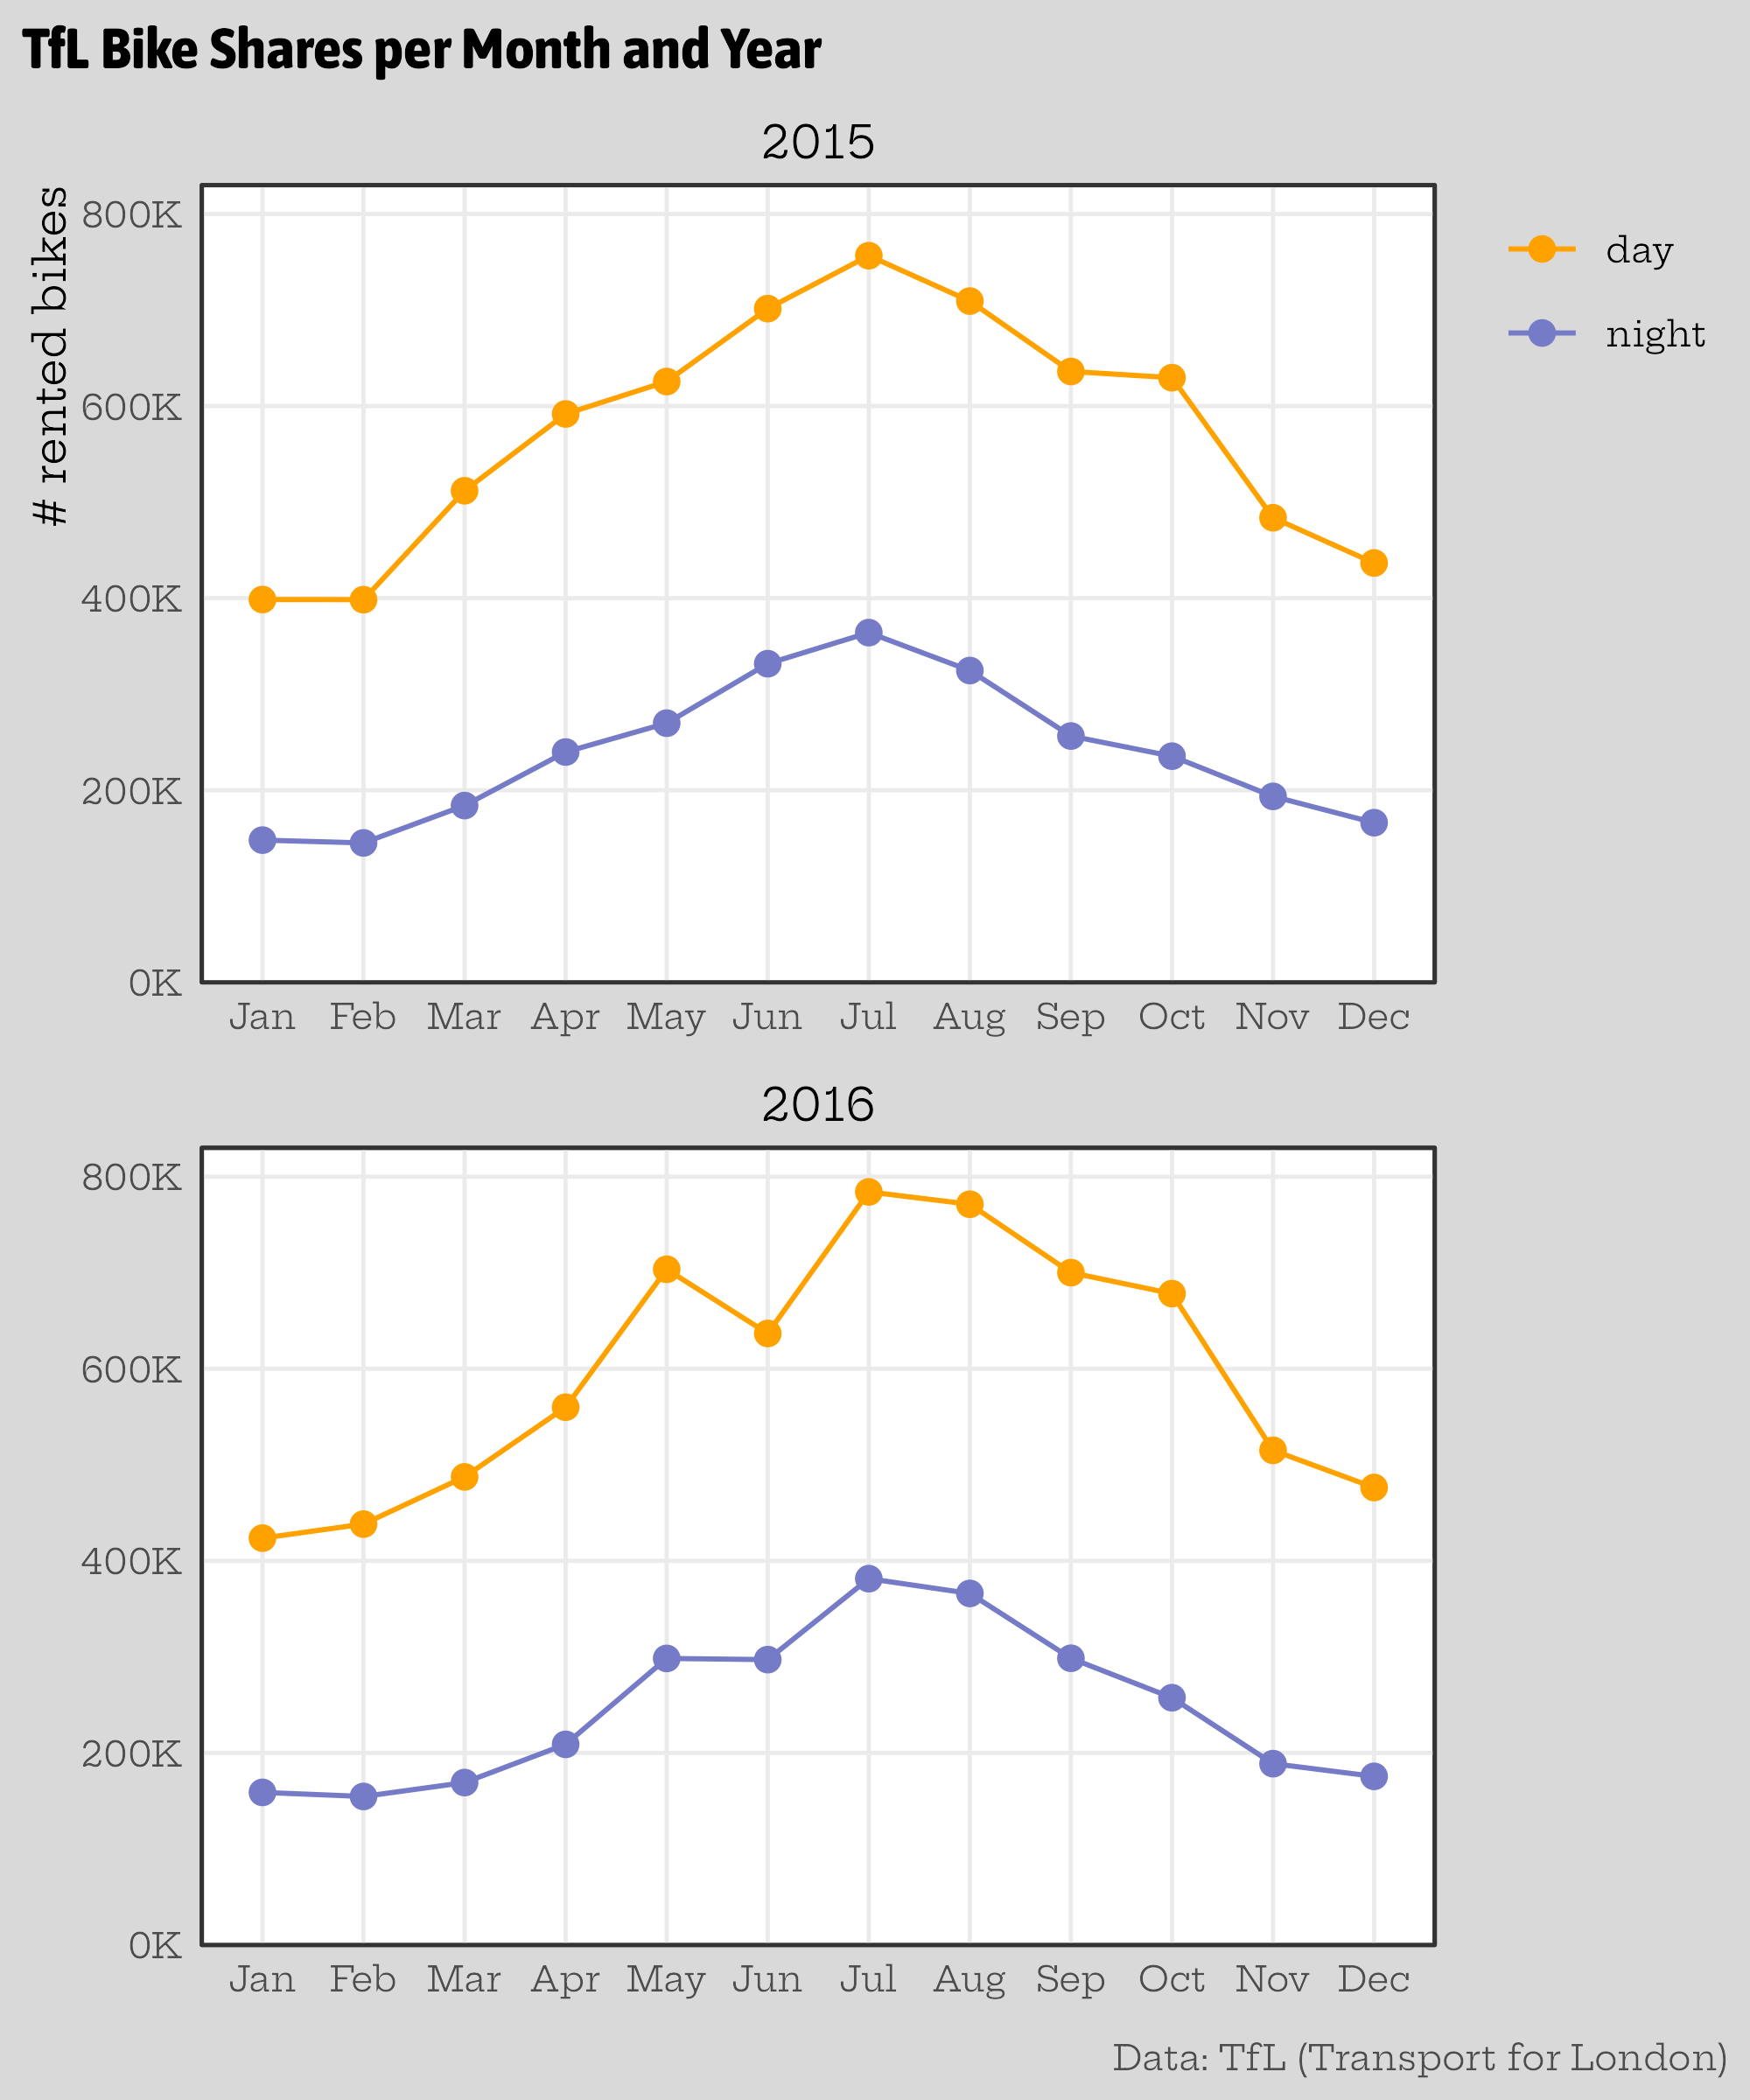 TfL Bike Shares per Month and Year
2015
# rented bikes
800K
600K
400K
200K
0K
Jan Feb Mar Apr May Jun Jul Aug Sep Oct Nov Dec
day
night
2016
800K
600K
400K
200K
0K
Jan Feb Mar Apr May Jun Jul Aug Sep Oct Nov Dec
Data: TfL (Transport for London)